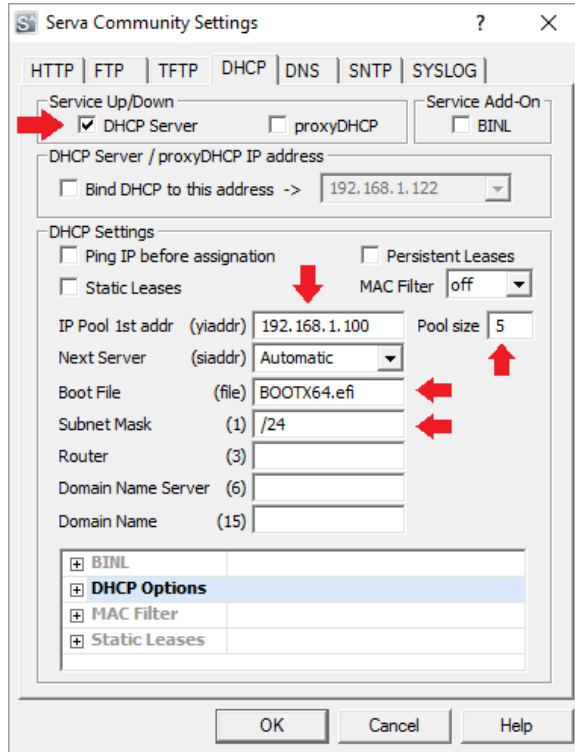 Serva Community Settings ? ×
HTTP FTP TFTP DHCP DNS SNTP SYSLOG
Service Up/Down Service Add-On
DHCP Server proxyDHCP BINL
DHCP Server / proxyDHCP IP address
Bind DHCP to this address -> 192.168.1.122
DHCP Settings
Ping IP before assignation Persistent Leases
Static Leases MAC Filter off
IP Pool 1st addr (yiaddr) 192.168.1.100 Pool size 5
Next Server (siaddr) Automatic
Boot File (file) BOOTX64.efi
Subnet Mask (1) /24
Router (3)
Domain Name Server (6)
Domain Name (15)
BINL
DHCP Options
MAC Filter
Static Leases
OK Cancel Help